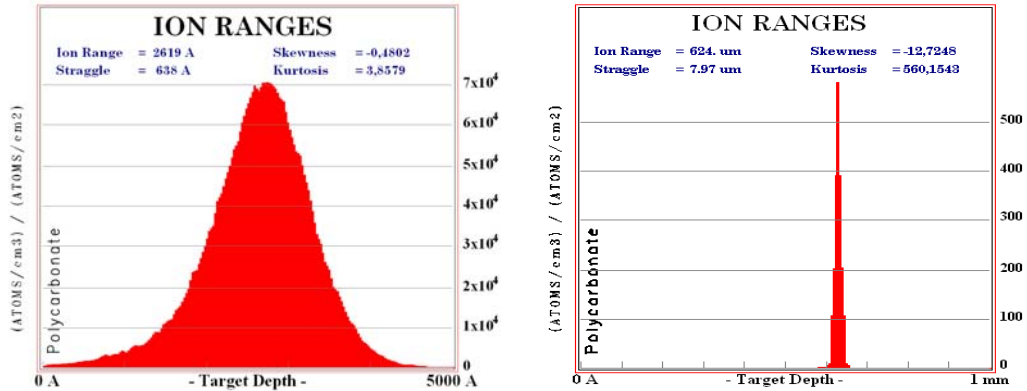 ION RANGES
Ion Range = 2619 A Skewness = -0,4802
Straggle = 638 A Kurtosis = 3,8579
7x10⁴
6x10⁴
5x10⁴
4x10⁴
3x10⁴
2x10⁴
1x10⁴
0
(ATOMS/cm3) / (ATOMS/cm2)
Polycarbonate
0 A - Target Depth - 5000 A
ION RANGES
Ion Range = 624. um Skewness = -12,7248
Straggle = 7.97 um Kurtosis = 560,1543
500
400
300
200
100
0
(ATOMS/cm3) / (ATOMS/cm2)
Polycarbonate
0 A - Target Depth - 1 mm